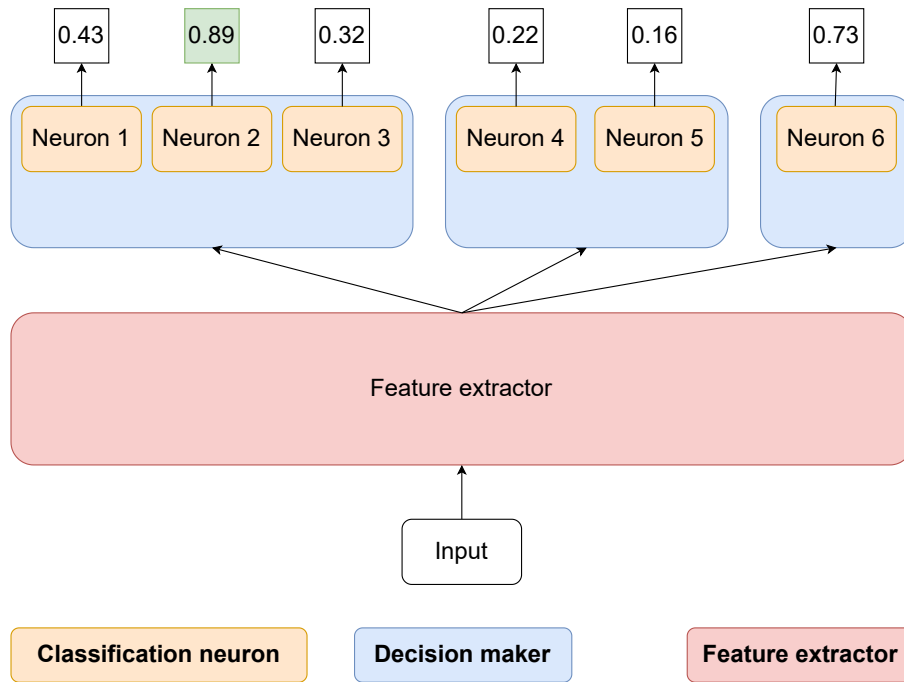 0.43 0.89 0.32 0.22 0.16 0.73
Neuron 1 Neuron 2 Neuron 3 Neuron 4 Neuron 5 Neuron 6
Feature extractor
Input
Classification neuron Decision maker Feature extractor